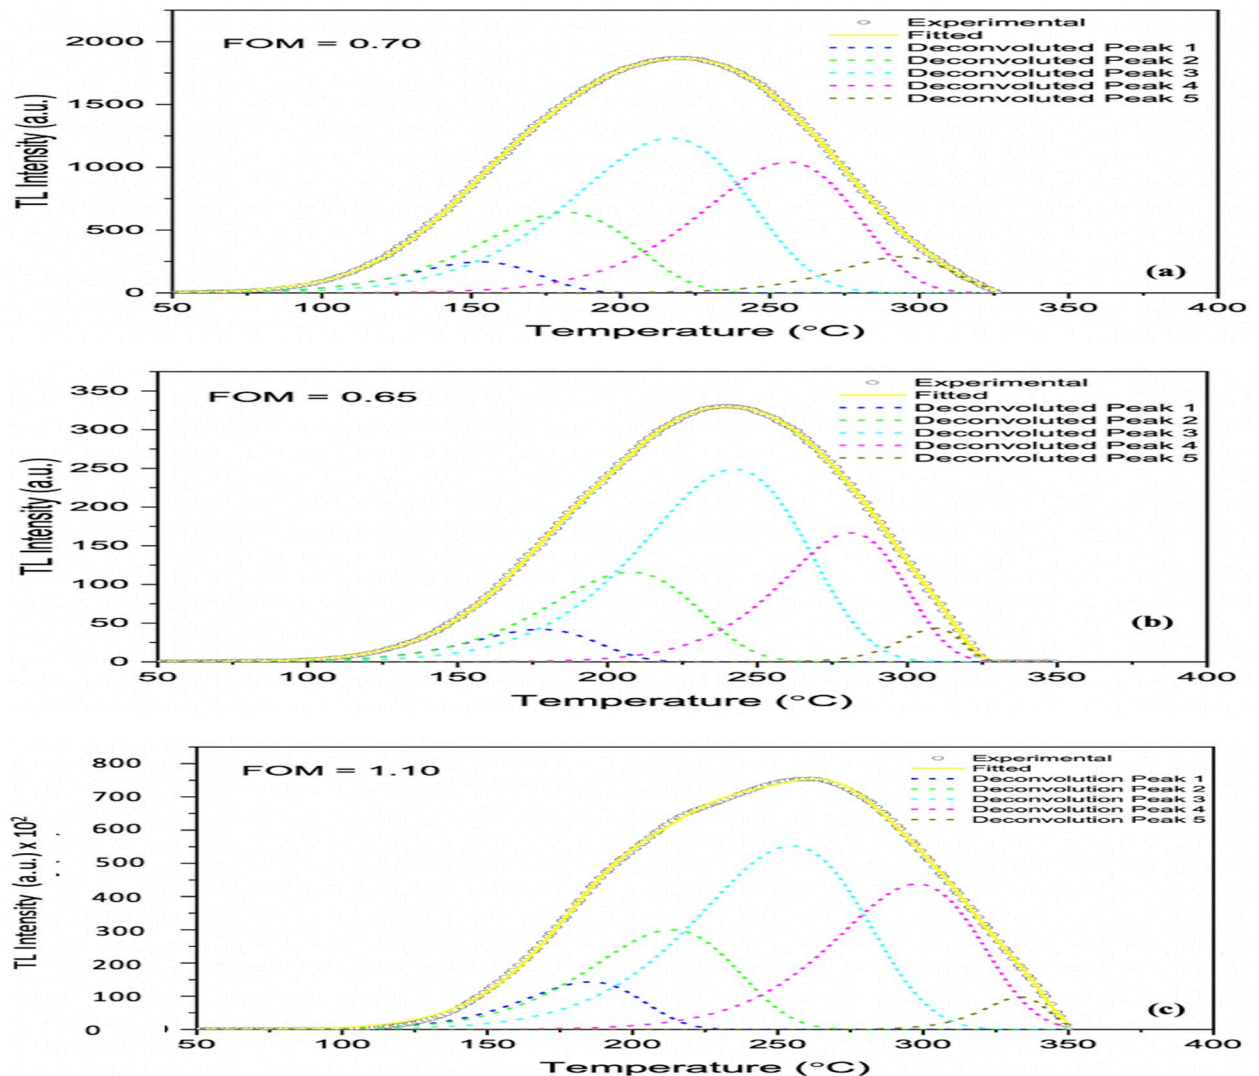 FOM = 0.70
Experimental
Fitted
Deconvoluted Peak 1
Deconvoluted Peak 2
Deconvoluted Peak 3
Deconvoluted Peak 4
Deconvoluted Peak 5
2000
1500
1000
500
0
TL Intensity (a.u.)
(a)
50 100 150 200 250 300 350 400
Temperature (°C)
FOM = 0.65
Experimental
Fitted
Deconvoluted Peak 1
Deconvoluted Peak 2
Deconvoluted Peak 3
Deconvoluted Peak 4
Deconvoluted Peak 5
350
300
250
200
150
100
50
0
TL Intensity (a.u.)
(b)
50 100 150 200 250 300 350 400
Temperature (°C)
FOM = 1.10
Experimental
Fitted
Deconvolution Peak 1
Deconvolution Peak 2
Deconvolution Peak 3
Deconvolution Peak 4
Deconvolution Peak 5
800
700
600
500
400
300
200
100
0
TL Intensity (a.u.) x 10²
(c)
50 100 150 200 250 300 350 400
Temperature (°C)